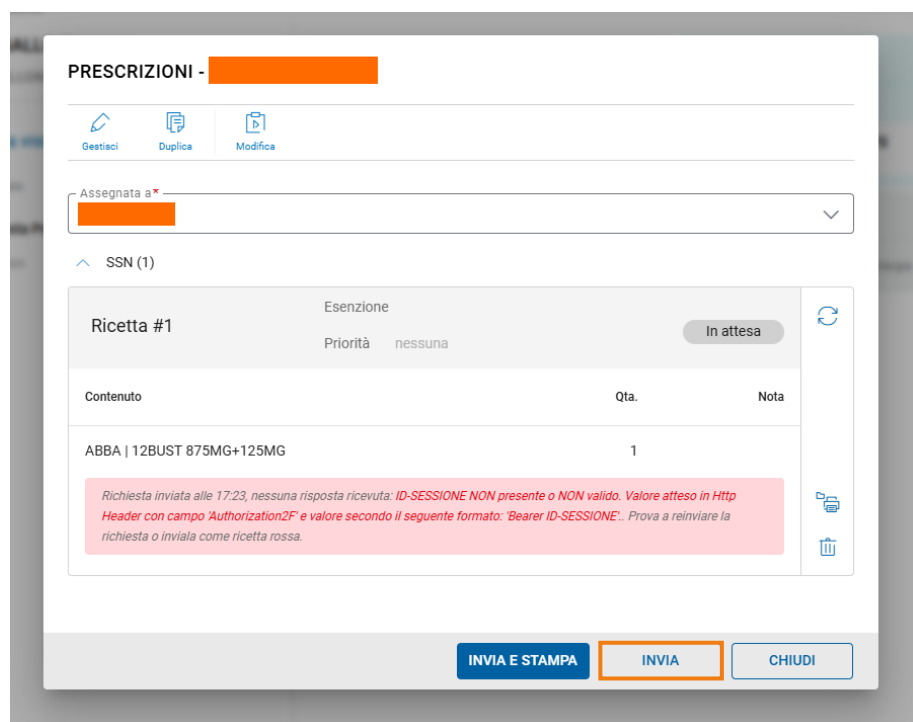 PRESCRIZIONI -
Gestisci Duplica Modifica
Assegnata a*
SSN (1)
Ricetta #1
Esenzione
Priorità nessuna
In attesa
Contenuto Qta. Nota
ABBA | 12BUST 875MG+125MG 1
Richiesta inviata alle 17:23, nessuna risposta ricevuta: ID-SESSIONE NON presente o NON valido. Valore atteso in Http
Header con campo 'Authorization2F' e valore secondo il seguente formato: 'Bearer ID-SESSIONE'.. Prova a reinviare la
richiesta o inviala come ricetta rossa.
INVIA E STAMPA INVIA CHIUDI